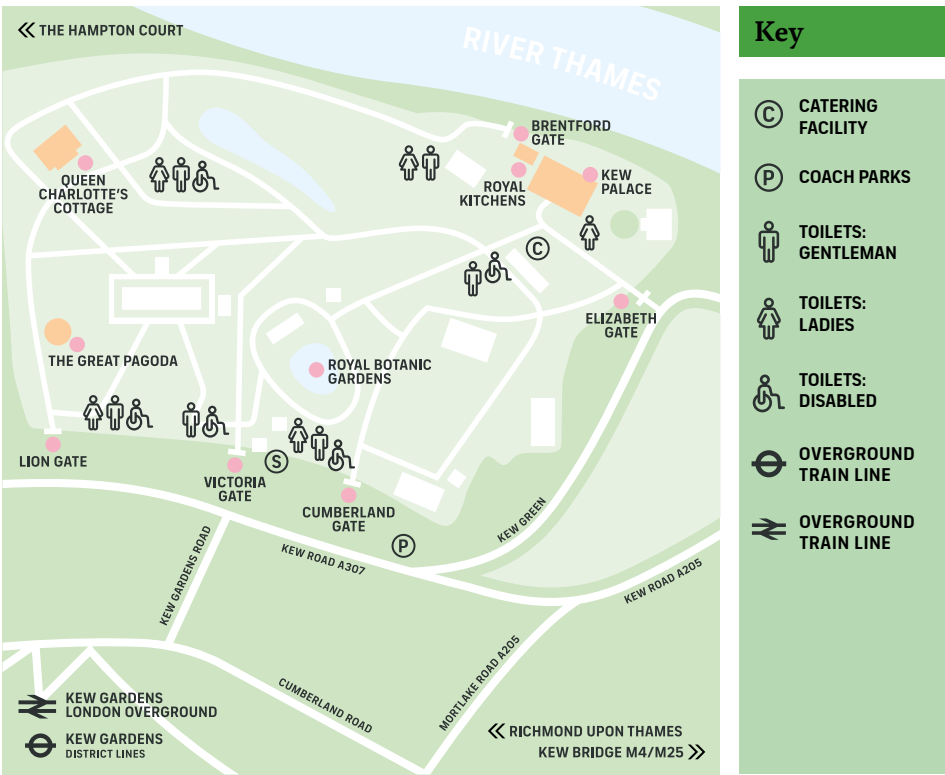 THE HAMPTON COURT
RIVER THAMES
BRENTFORD
GATE
QUEEN
CHARLOTTE'S
COTTAGE
ROYAL
KITCHENS
KEW
PALACE
C
ELIZABETH
GATE
THE GREAT PAGODA
ROYAL BOTANIC
GARDENS
LION GATE
VICTORIA
GATE
S
CUMBERLAND
GATE
P
KEW GREEN
KEW ROAD A307
KEW GARDENS ROAD
KEW ROAD A205
CUMBERLAND ROAD
MORTLAKE ROAD A205
KEW GARDENS
LONDON OVERGROUND
KEW GARDENS
DISTRICT LINES
RICHMOND UPON THAMES
KEW BRIDGE M4/M25
Key
C CATERING
FACILITY
P COACH PARKS
TOILETS:
GENTLEMAN
TOILETS:
LADIES
TOILETS:
DISABLED
OVERGROUND
TRAIN LINE
OVERGROUND
TRAIN LINE